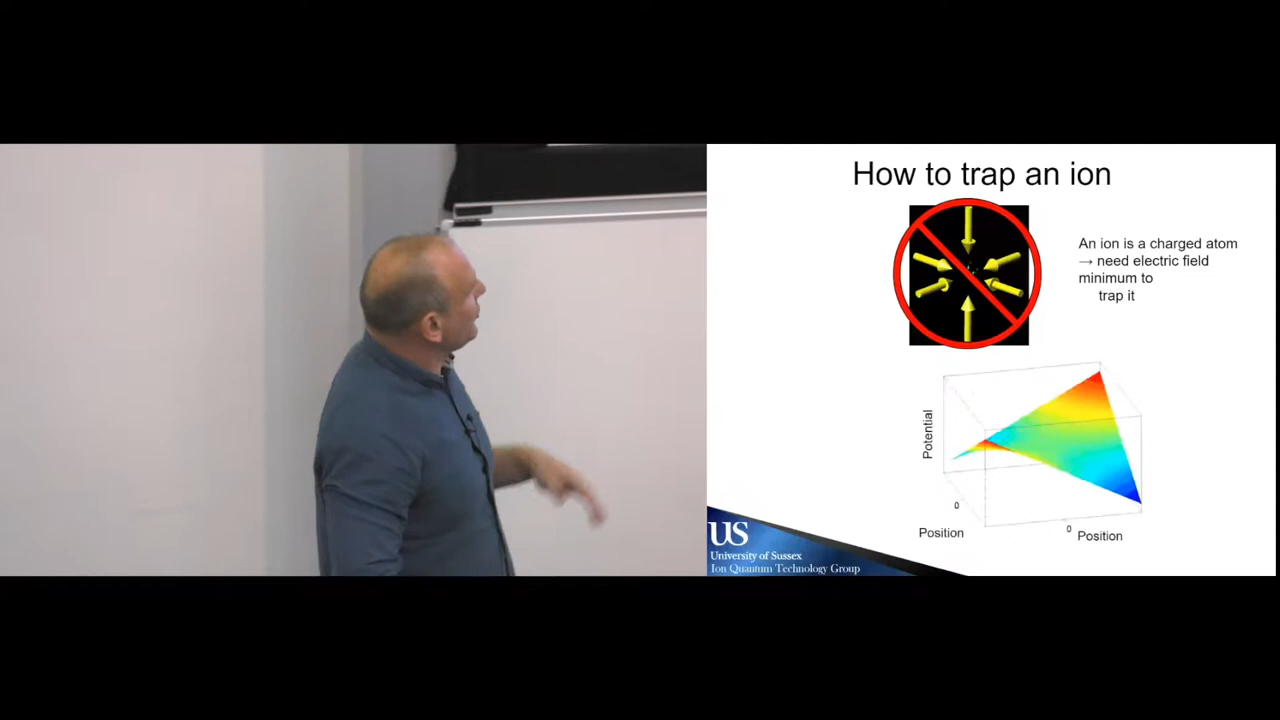 How to trap an ion
An ion is a charged atom
→ need electric field
minimum to
trap it
Potential
0
Position
0
Position
US
University of Sussex
Ion Quantum Technology Group